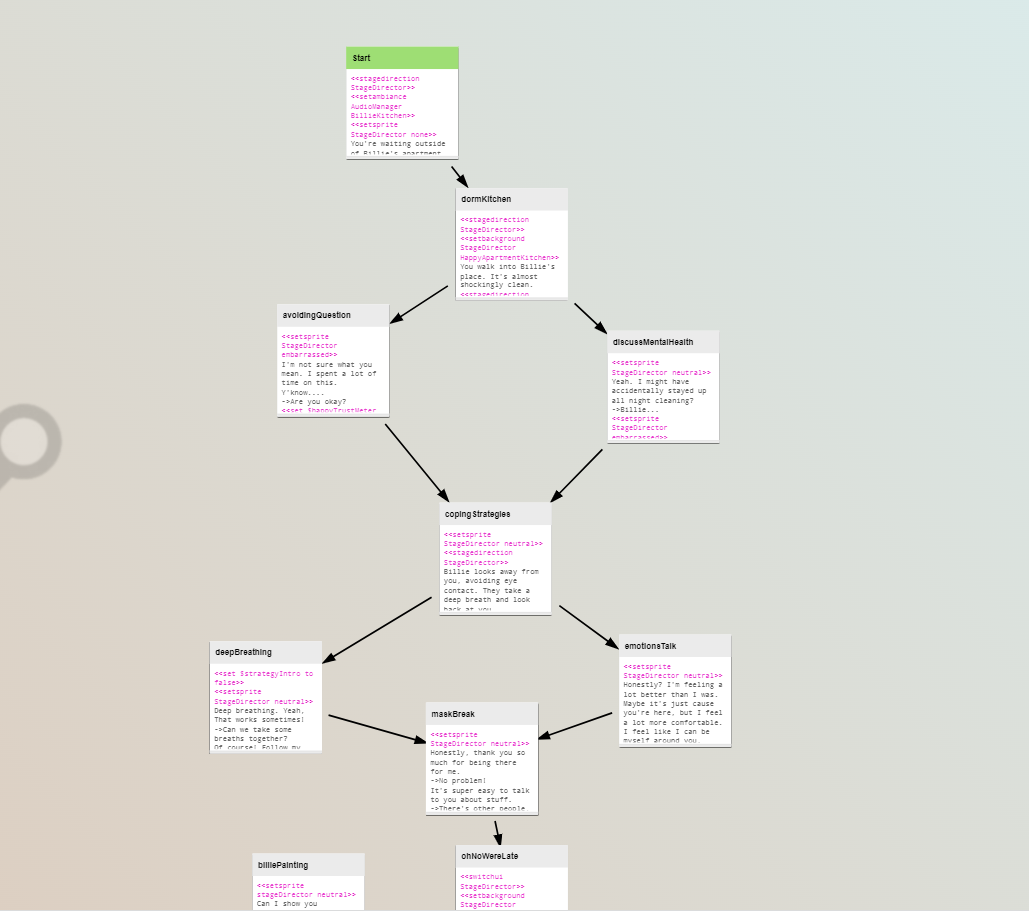 Start
<<stagedirection
StageDirector>>
<<setambiance
AudioManager
BillieKitchen>>
<<setsprite
StageDirector none>>
You're waiting outside
of Billie's apartment
dormKitchen
<<stagedirection
StageDirector>>
<<setbackground
StageDirector
HappyApartmentKitchen>>
You walk into Billie's
place. It's almost
shockingly clean.
<<stagedirection
avoidingQuestion
<<setsprite
StageDirector
embarrassed>>
I'm not sure what you
mean. I spent a lot of
time on this.
Y'know....
->Are you okay?
<<set $happyTrustMeter
discussMentalHealth
<<setsprite
StageDirector neutral>>
Yeah. I might have
accidentally stayed up
all night cleaning?
->Billie...
<<setsprite
StageDirector
embarrassed>>
copingStrategies
<<setsprite
StageDirector neutral>>
<<stagedirection
StageDirector>>
Billie looks away from
you, avoiding eye
contact. They take a
deep breath and look
back at you
deepBreathing
<<set $strategyIntro to
false>>
<<setsprite
StageDirector neutral>>
Deep breathing. Yeah,
That works sometimes!
->Can we take some
breaths together?
Of course! Follow my
emotionsTalk
<<setsprite
StageDirector neutral>>
Honestly? I'm feeling a
lot better than I was.
Maybe it's just cause
you're here, but I feel
a lot more comfortable.
I feel like I can be
myself around you.
maskBreak
<<setsprite
StageDirector neutral>>
Honestly, thank you so
much for being there
for me.
->No problem!
It's super easy to talk
to you about stuff.
->There's other people
billiePainting
<<setsprite
stageDirector neutral>>
Can I show you
ohNoWereLate
<<switchui
StageDirector>>
<<setbackground
StageDirector